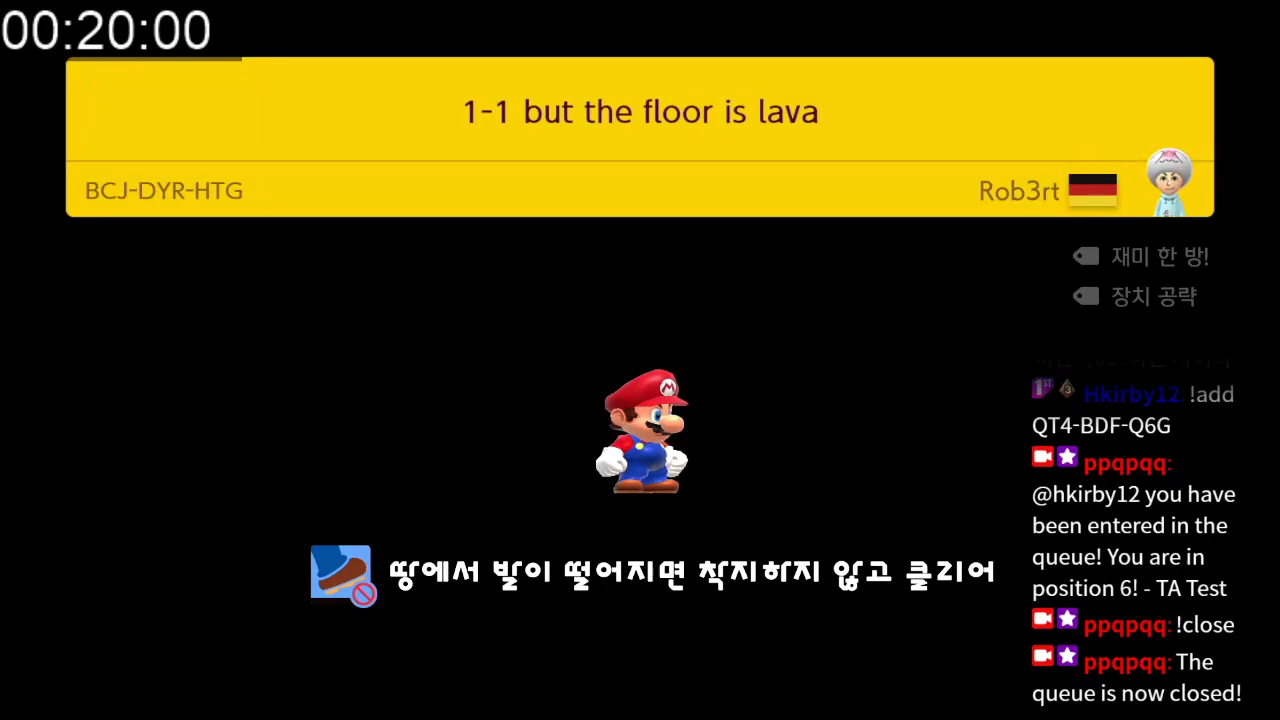 00:20:00
1-1 but the floor is lava
BCJ-DYR-HTG
Rob3rt
재미 한 방!
장치 공략
M
땅에서 발이 떨어지면 착지하지 않고 클리어
1ST 3 Hkirby12: !add
QT4-BDF-Q6G
ppqpqq:
@hkirby12 you have
been entered in the
queue! You are in
position 6! - TA Test
ppqpqq: !close
ppqpqq: The
queue is now closed!